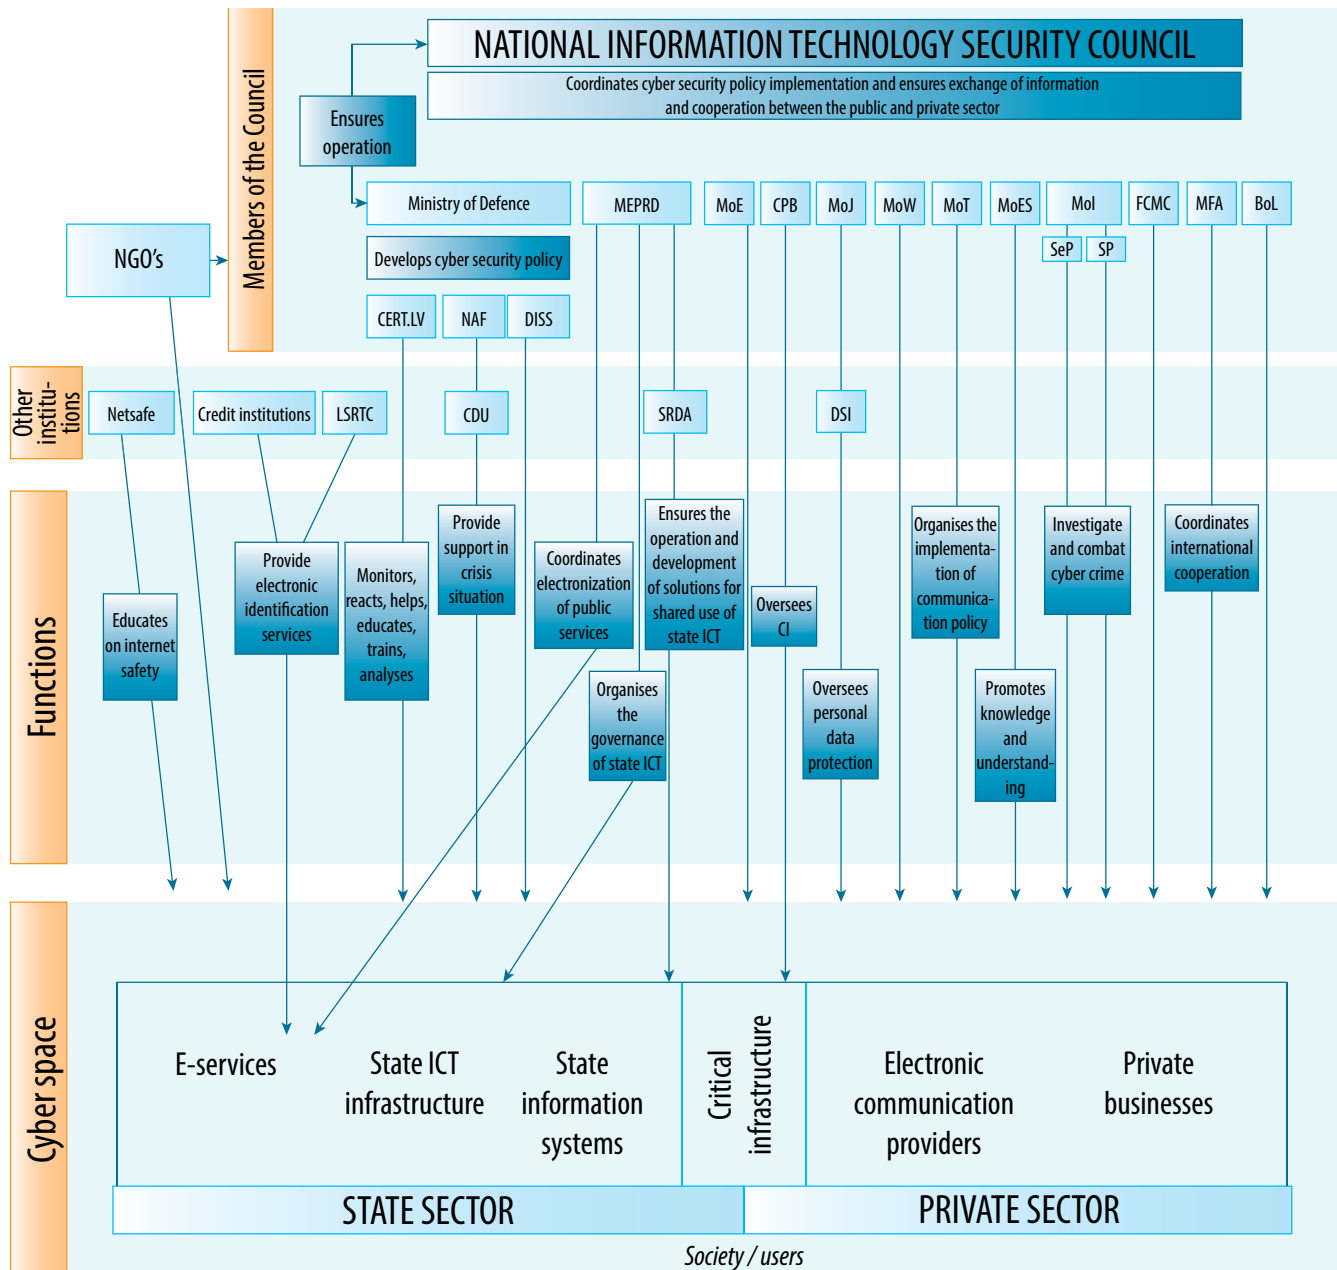 NATIONAL INFORMATION TECHNOLOGY SECURITY COUNCIL
Coordinates cyber security policy implementation and ensures exchange of information
and cooperation between the public and private sector
Ensures
operation
Members of the Council
Ministry of Defence
MEPRD
MoE
CPB
MoJ
MoW
MoT
MoES
MoI
FCMC
MFA
BoL
SeP
SP
NGO's
Develops cyber security policy
CERT.LV
NAF
DISS
Other
institu-
tions
Netsafe
Credit institutions
LSRTC
CDU
SRDA
DSI
Functions
Educates
on internet
safety
Provide
electronic
identification
services
Monitors,
reacts, helps,
educates,
trains,
analyses
Provide
support in
crisis
situation
Coordinates
electronization
of public
services
Organises
the
governance
of state ICT
Ensures the
operation and
development
of solutions for
shared use of
state ICT
Oversees
CI
Oversees
personal
data
protection
Organises the
implementa-
tion of
communica-
tion policy
Promotes
knowledge
and
understand-
ing
Investigate
and combat
cyber crime
Coordinates
international
cooperation
Cyber space
E-services
State ICT
infrastructure
State
information
systems
Critical
infrastructure
Electronic
communication
providers
Private
businesses
STATE SECTOR
PRIVATE SECTOR
Society / users